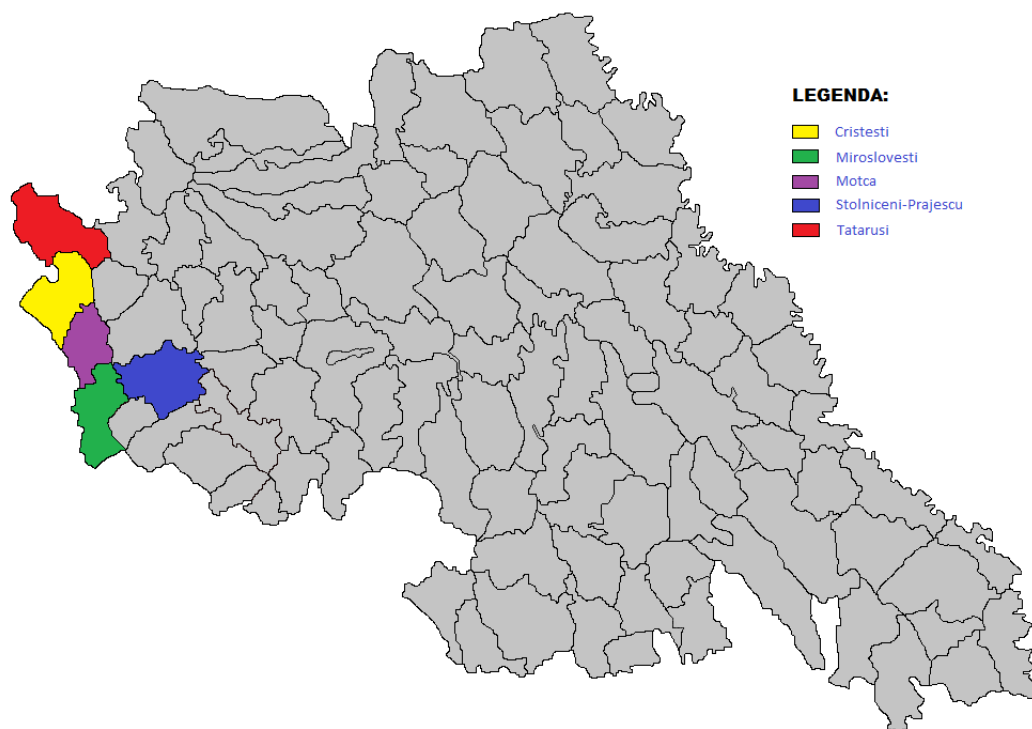 LEGENDA:
Cristesti
Miroslovesti
Motca
Stolniceni-Prajescu
Tatarusi